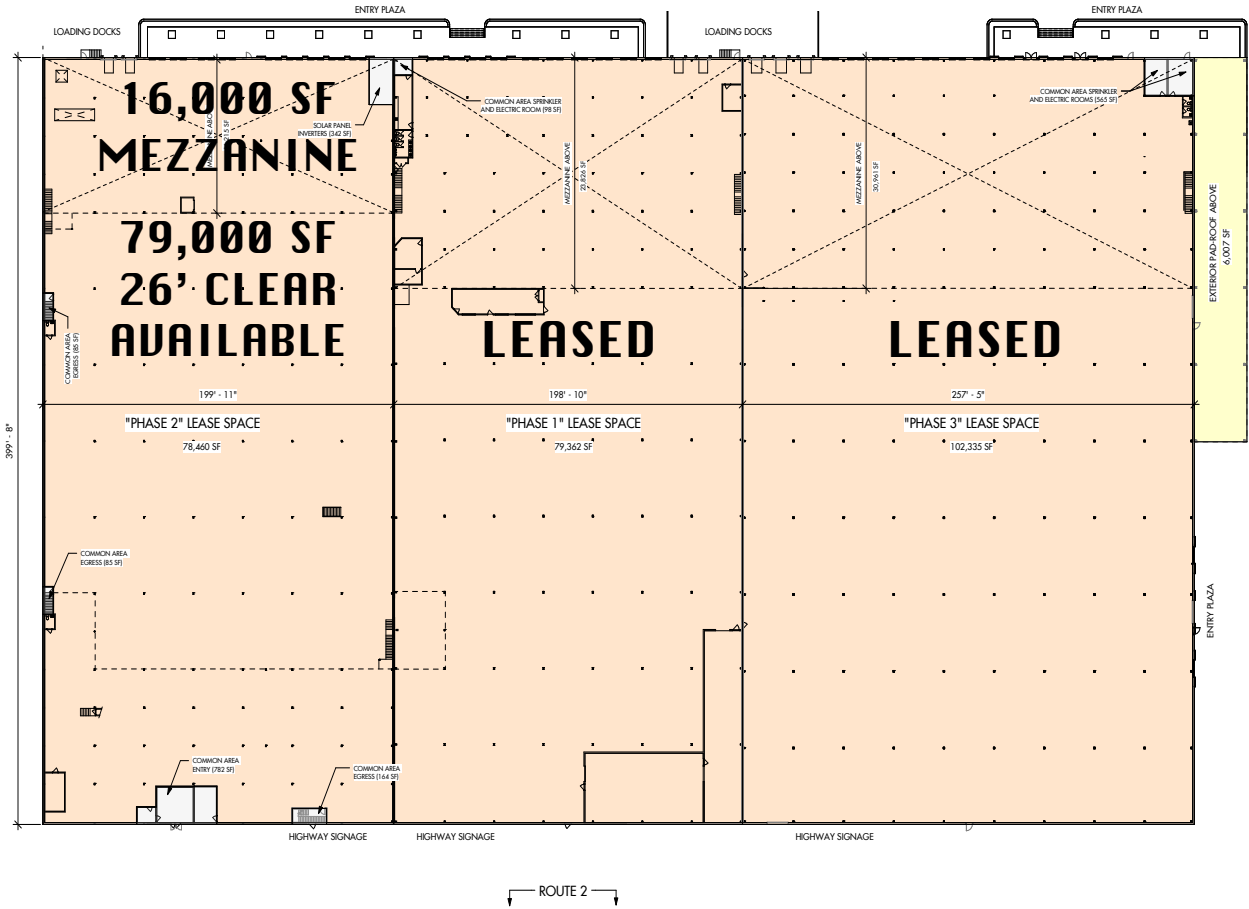 ENTRY PLAZA
ENTRY PLAZA
LOADING DOCKS
LOADING DOCKS
16,000 SF
MEZZANINE
SOLAR PANEL
INVERTERS (342 SF)
COMMON AREA SPRINKLER
AND ELECTRIC ROOM (98 SF)
COMMON AREA SPRINKLER
AND ELECTRIC ROOMS (565 SF)
MEZZANINE ABOVE
23,826 SF
MEZZANINE ABOVE
30,961 SF
EXTERIOR PAD-ROOF ABOVE
6,007 SF
79,000 SF
26' CLEAR
AVAILABLE
LEASED
LEASED
COMMON AREA
EGRESS (85 SF)
199' - 11"
198' - 10"
257' - 5"
399' - 8"
"PHASE 2" LEASE SPACE
78,460 SF
"PHASE 1" LEASE SPACE
79,362 SF
"PHASE 3" LEASE SPACE
102,335 SF
COMMON AREA
EGRESS (85 SF)
ENTRY PLAZA
COMMON AREA
ENTRY (782 SF)
COMMON AREA
EGRESS (164 SF)
HIGHWAY SIGNAGE
HIGHWAY SIGNAGE
HIGHWAY SIGNAGE
ROUTE 2